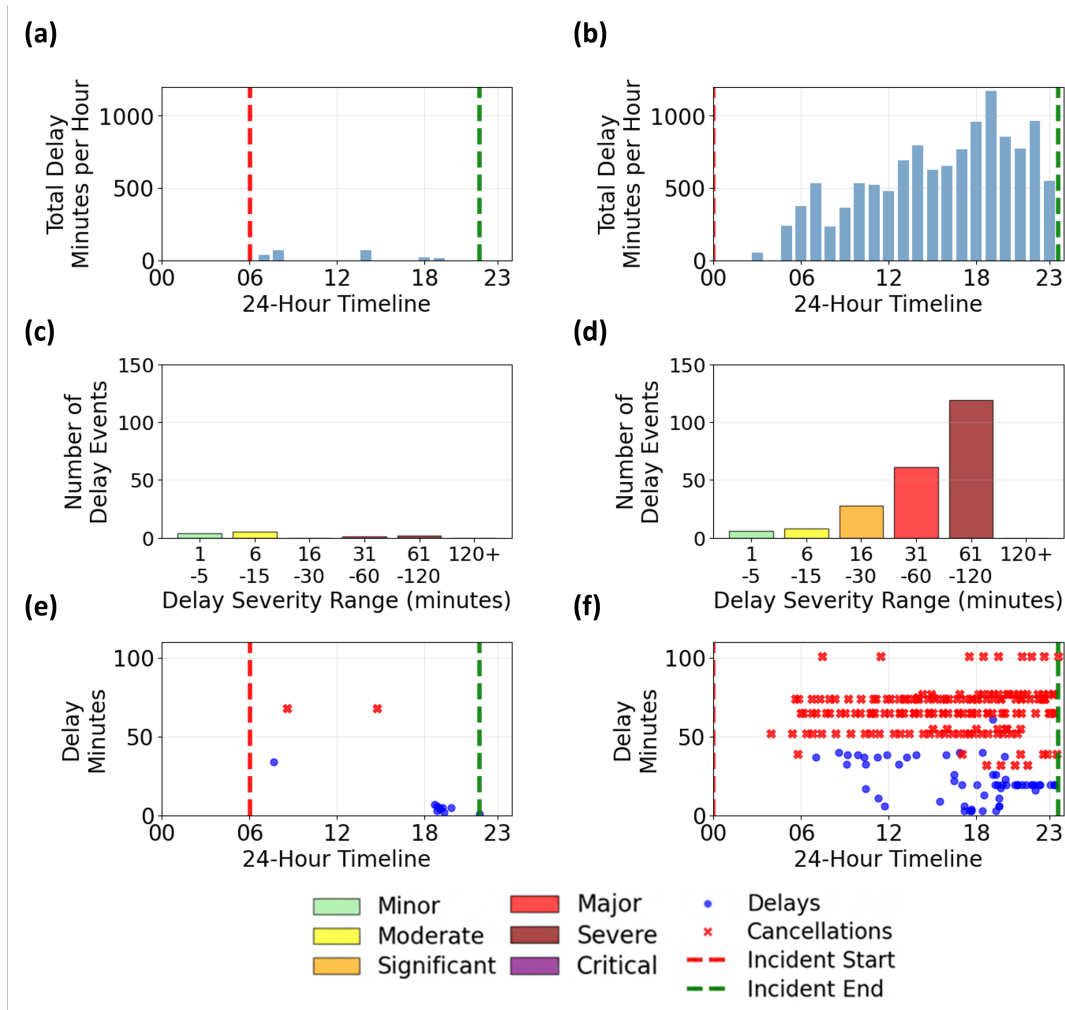 (a)
(b)
Total Delay
Minutes per Hour
1000
500
0
00
06
12
18
23
24-Hour Timeline
Total Delay
Minutes per Hour
1000
500
0
00
06
12
18
23
24-Hour Timeline
(c)
(d)
Number of
Delay Events
150
100
50
0
1
-5
6
-15
16
-30
31
-60
61
-120
120+
Delay Severity Range (minutes)
Number of
Delay Events
150
100
50
0
1
-5
6
-15
16
-30
31
-60
61
-120
120+
Delay Severity Range (minutes)
(e)
(f)
Delay
Minutes
100
50
0
00
06
12
18
23
24-Hour Timeline
Delay
Minutes
100
50
0
00
06
12
18
23
24-Hour Timeline
Minor
Moderate
Significant
Major
Severe
Critical
Delays
Cancellations
Incident Start
Incident End